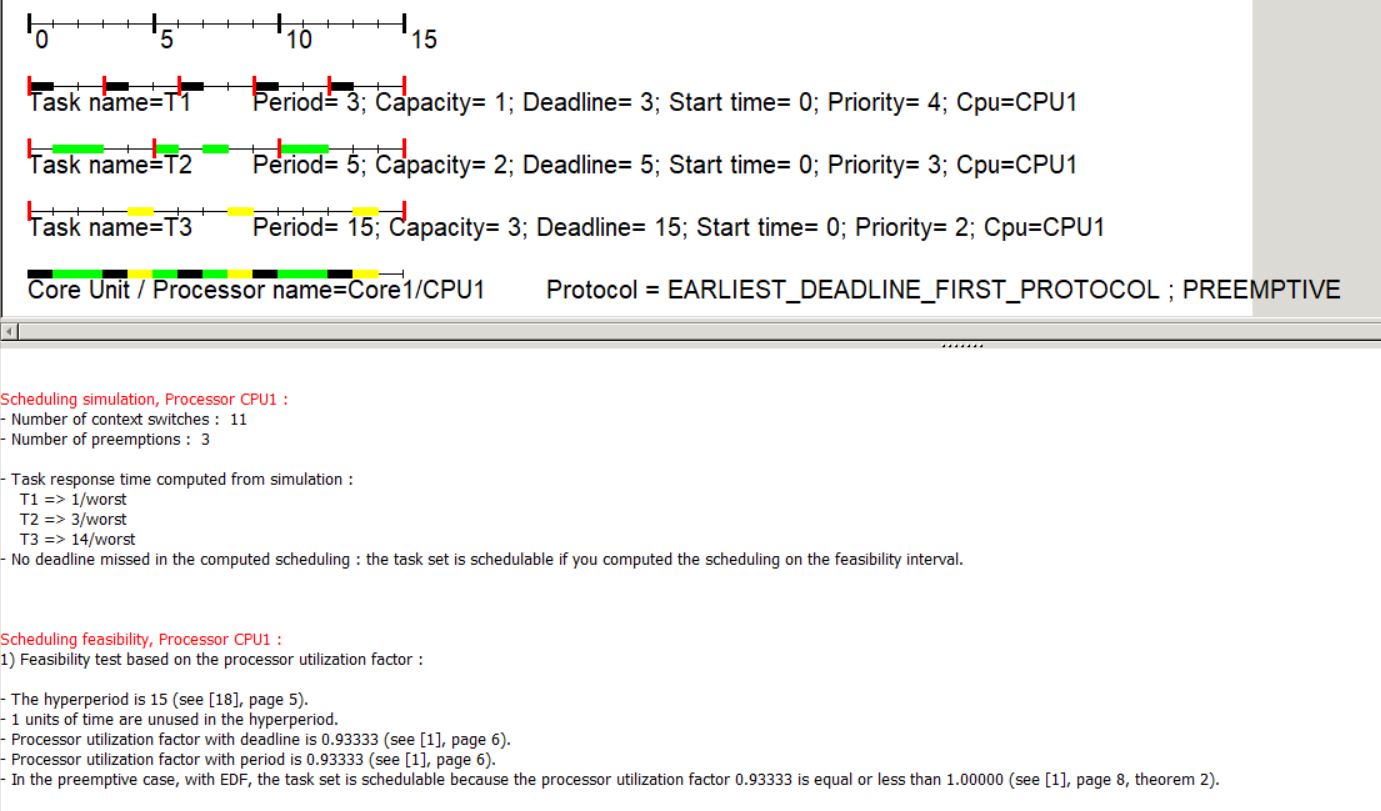 0 5 10 15
Task name=T1 Period= 3; Capacity= 1; Deadline= 3; Start time= 0; Priority= 4; Cpu=CPU1
Task name=T2 Period= 5; Capacity= 2; Deadline= 5; Start time= 0; Priority= 3; Cpu=CPU1
Task name=T3 Period= 15; Capacity= 3; Deadline= 15; Start time= 0; Priority= 2; Cpu=CPU1
Core Unit / Processor name=Core1/CPU1 Protocol = EARLIEST_DEADLINE_FIRST_PROTOCOL ; PREEMPTIVE
Scheduling simulation, Processor CPU1 :
- Number of context switches : 11
- Number of preemptions : 3
- Task response time computed from simulation :
T1 => 1/worst
T2 => 3/worst
T3 => 14/worst
- No deadline missed in the computed scheduling : the task set is schedulable if you computed the scheduling on the feasibility interval.
Scheduling feasibility, Processor CPU1 :
1) Feasibility test based on the processor utilization factor :
- The hyperperiod is 15 (see [18], page 5).
- 1 units of time are unused in the hyperperiod.
- Processor utilization factor with deadline is 0.93333 (see [1], page 6).
- Processor utilization factor with period is 0.93333 (see [1], page 6).
- In the preemptive case, with EDF, the task set is schedulable because the processor utilization factor 0.93333 is equal or less than 1.00000 (see [1], page 8, theorem 2).